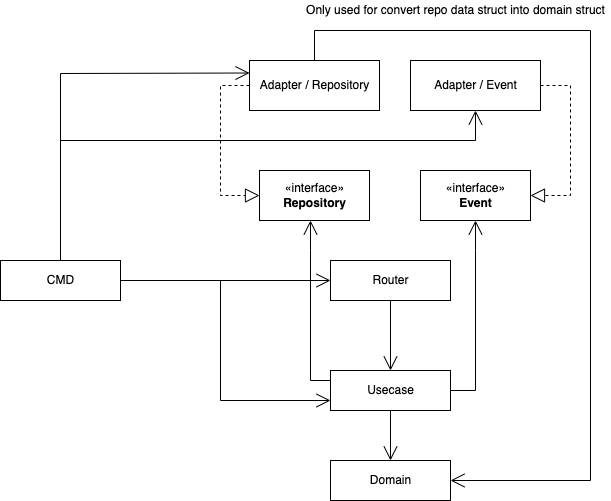 Only used for convert repo data struct into domain struct
Adapter / Repository
Adapter / Event
«interface»
Repository
«interface»
Event
CMD
Router
Usecase
Domain